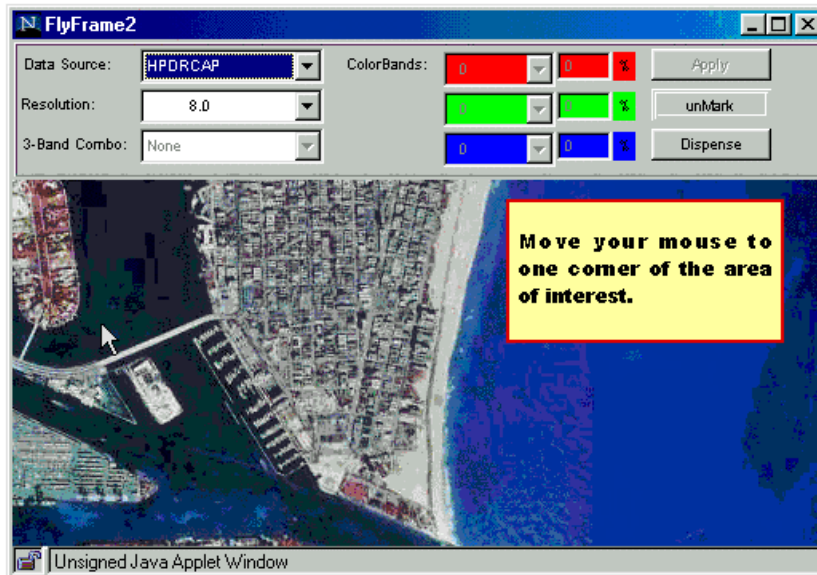 FlyFrame2
Data Source: HPDRCAP ColorBands: 0 0 % Apply
Resolution: 8.0 0 0 % unMark
3-Band Combo: None 0 0 % Dispense
Move your mouse to
one corner of the area
of interest.
Unsigned Java Applet Window